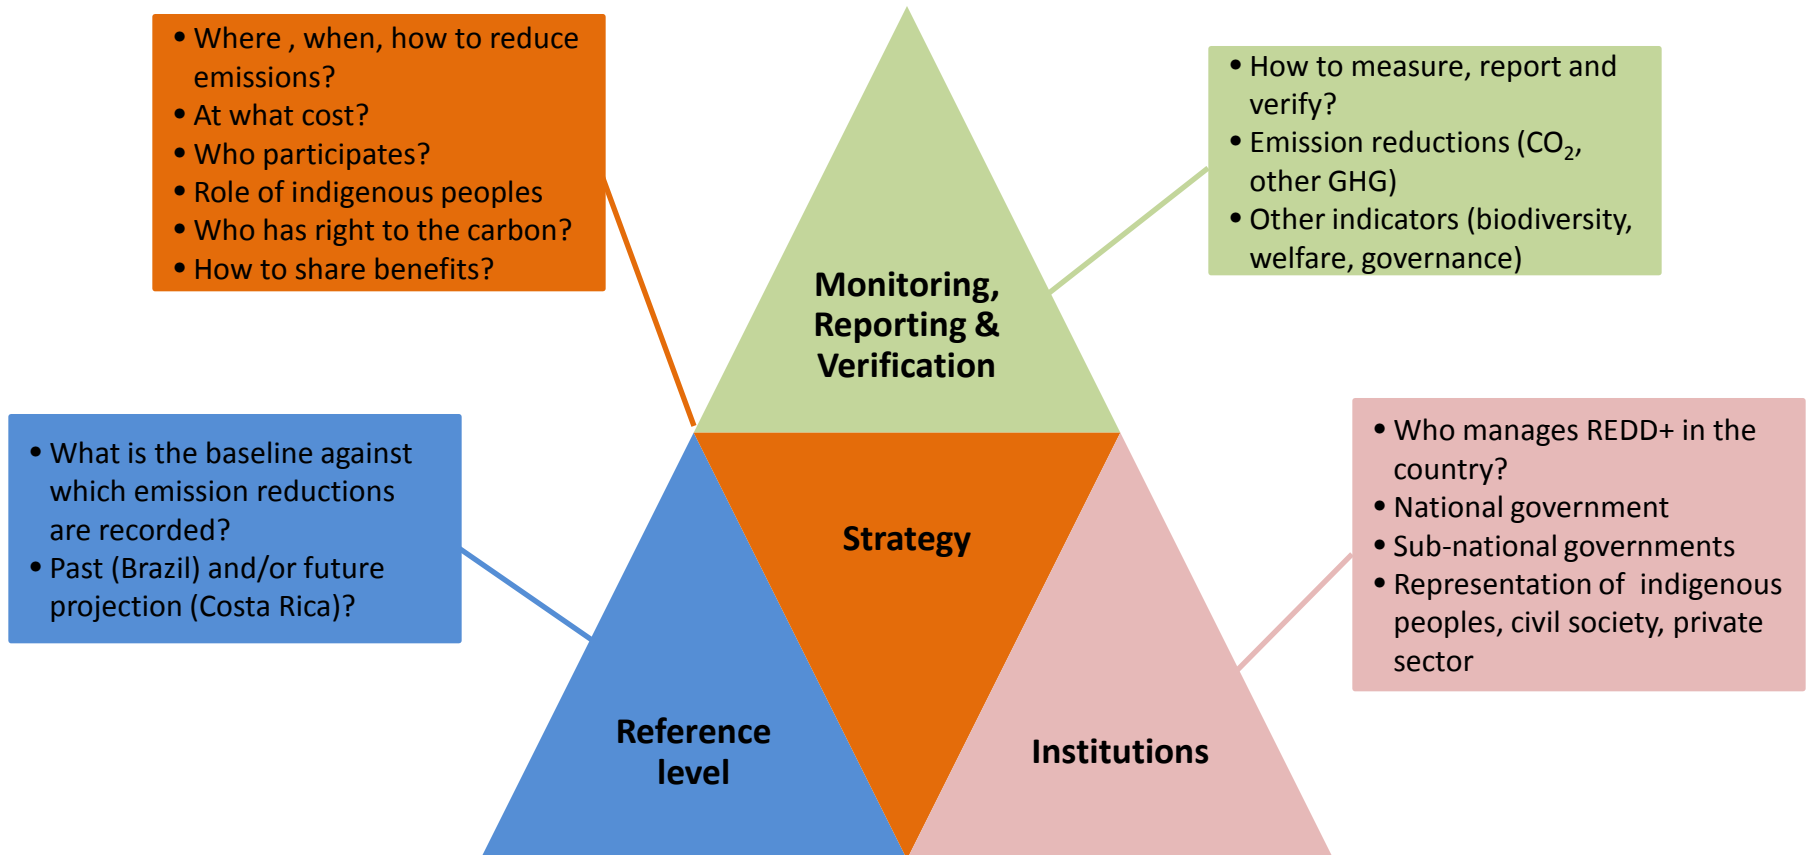 • Where , when, how to reduce
emissions?
• At what cost?
• Who participates?
• Role of indigenous peoples
• Who has right to the carbon?
• How to share benefits?
• How to measure, report and
verify?
• Emission reductions (CO₂,
other GHG)
• Other indicators (biodiversity,
welfare, governance)
Monitoring,
Reporting &
Verification
• What is the baseline against
which emission reductions
are recorded?
• Past (Brazil) and/or future
projection (Costa Rica)?
Strategy
• Who manages REDD+ in the
country?
• National government
• Sub-national governments
• Representation of indigenous
peoples, civil society, private
sector
Reference
level
Institutions